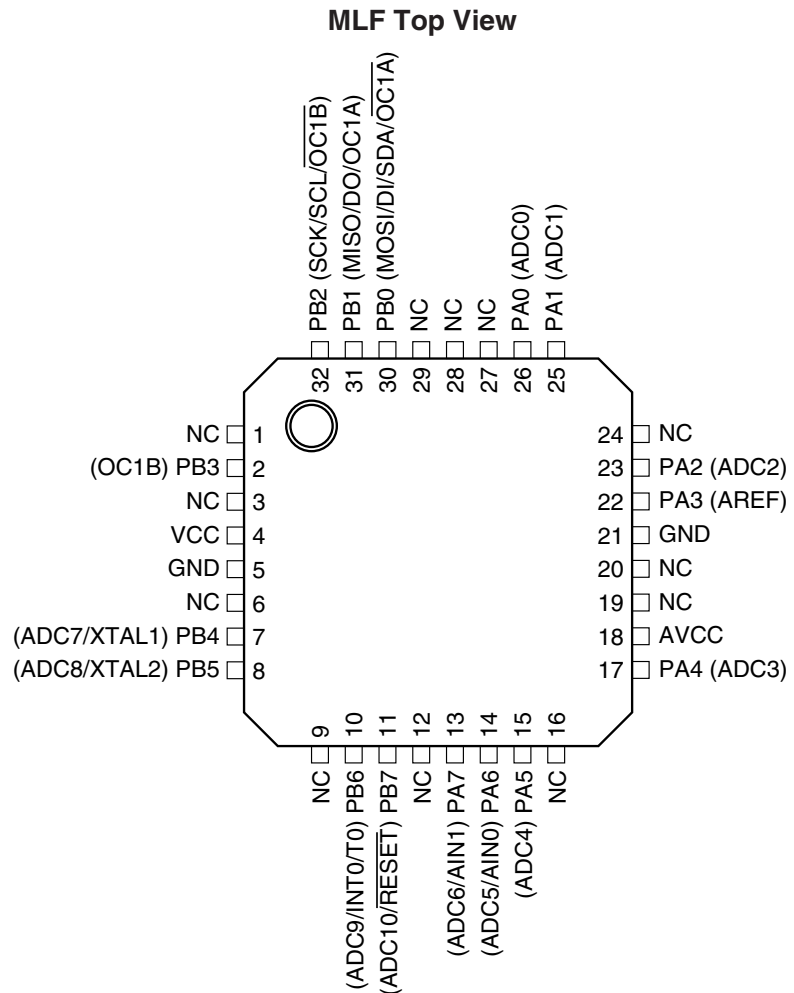 MLF Top View
PB2 (SCK/SCL/OC1B)
PB1 (MISO/DO/OC1A)
PB0 (MOSI/DI/SDA/OC1A)
NC
NC
NC
PA0 (ADC0)
PA1 (ADC1)
32
31
30
29
28
27
26
25
NC 1
(OC1B) PB3 2
NC 3
VCC 4
GND 5
NC 6
(ADC7/XTAL1) PB4 7
(ADC8/XTAL2) PB5 8
24 NC
23 PA2 (ADC2)
22 PA3 (AREF)
21 GND
20 NC
19 NC
18 AVCC
17 PA4 (ADC3)
9
10
11
12
13
14
15
16
NC
(ADC9/INT0/T0) PB6
(ADC10/RESET) PB7
NC
(ADC6/AIN1) PA7
(ADC5/AIN0) PA6
(ADC4) PA5
NC